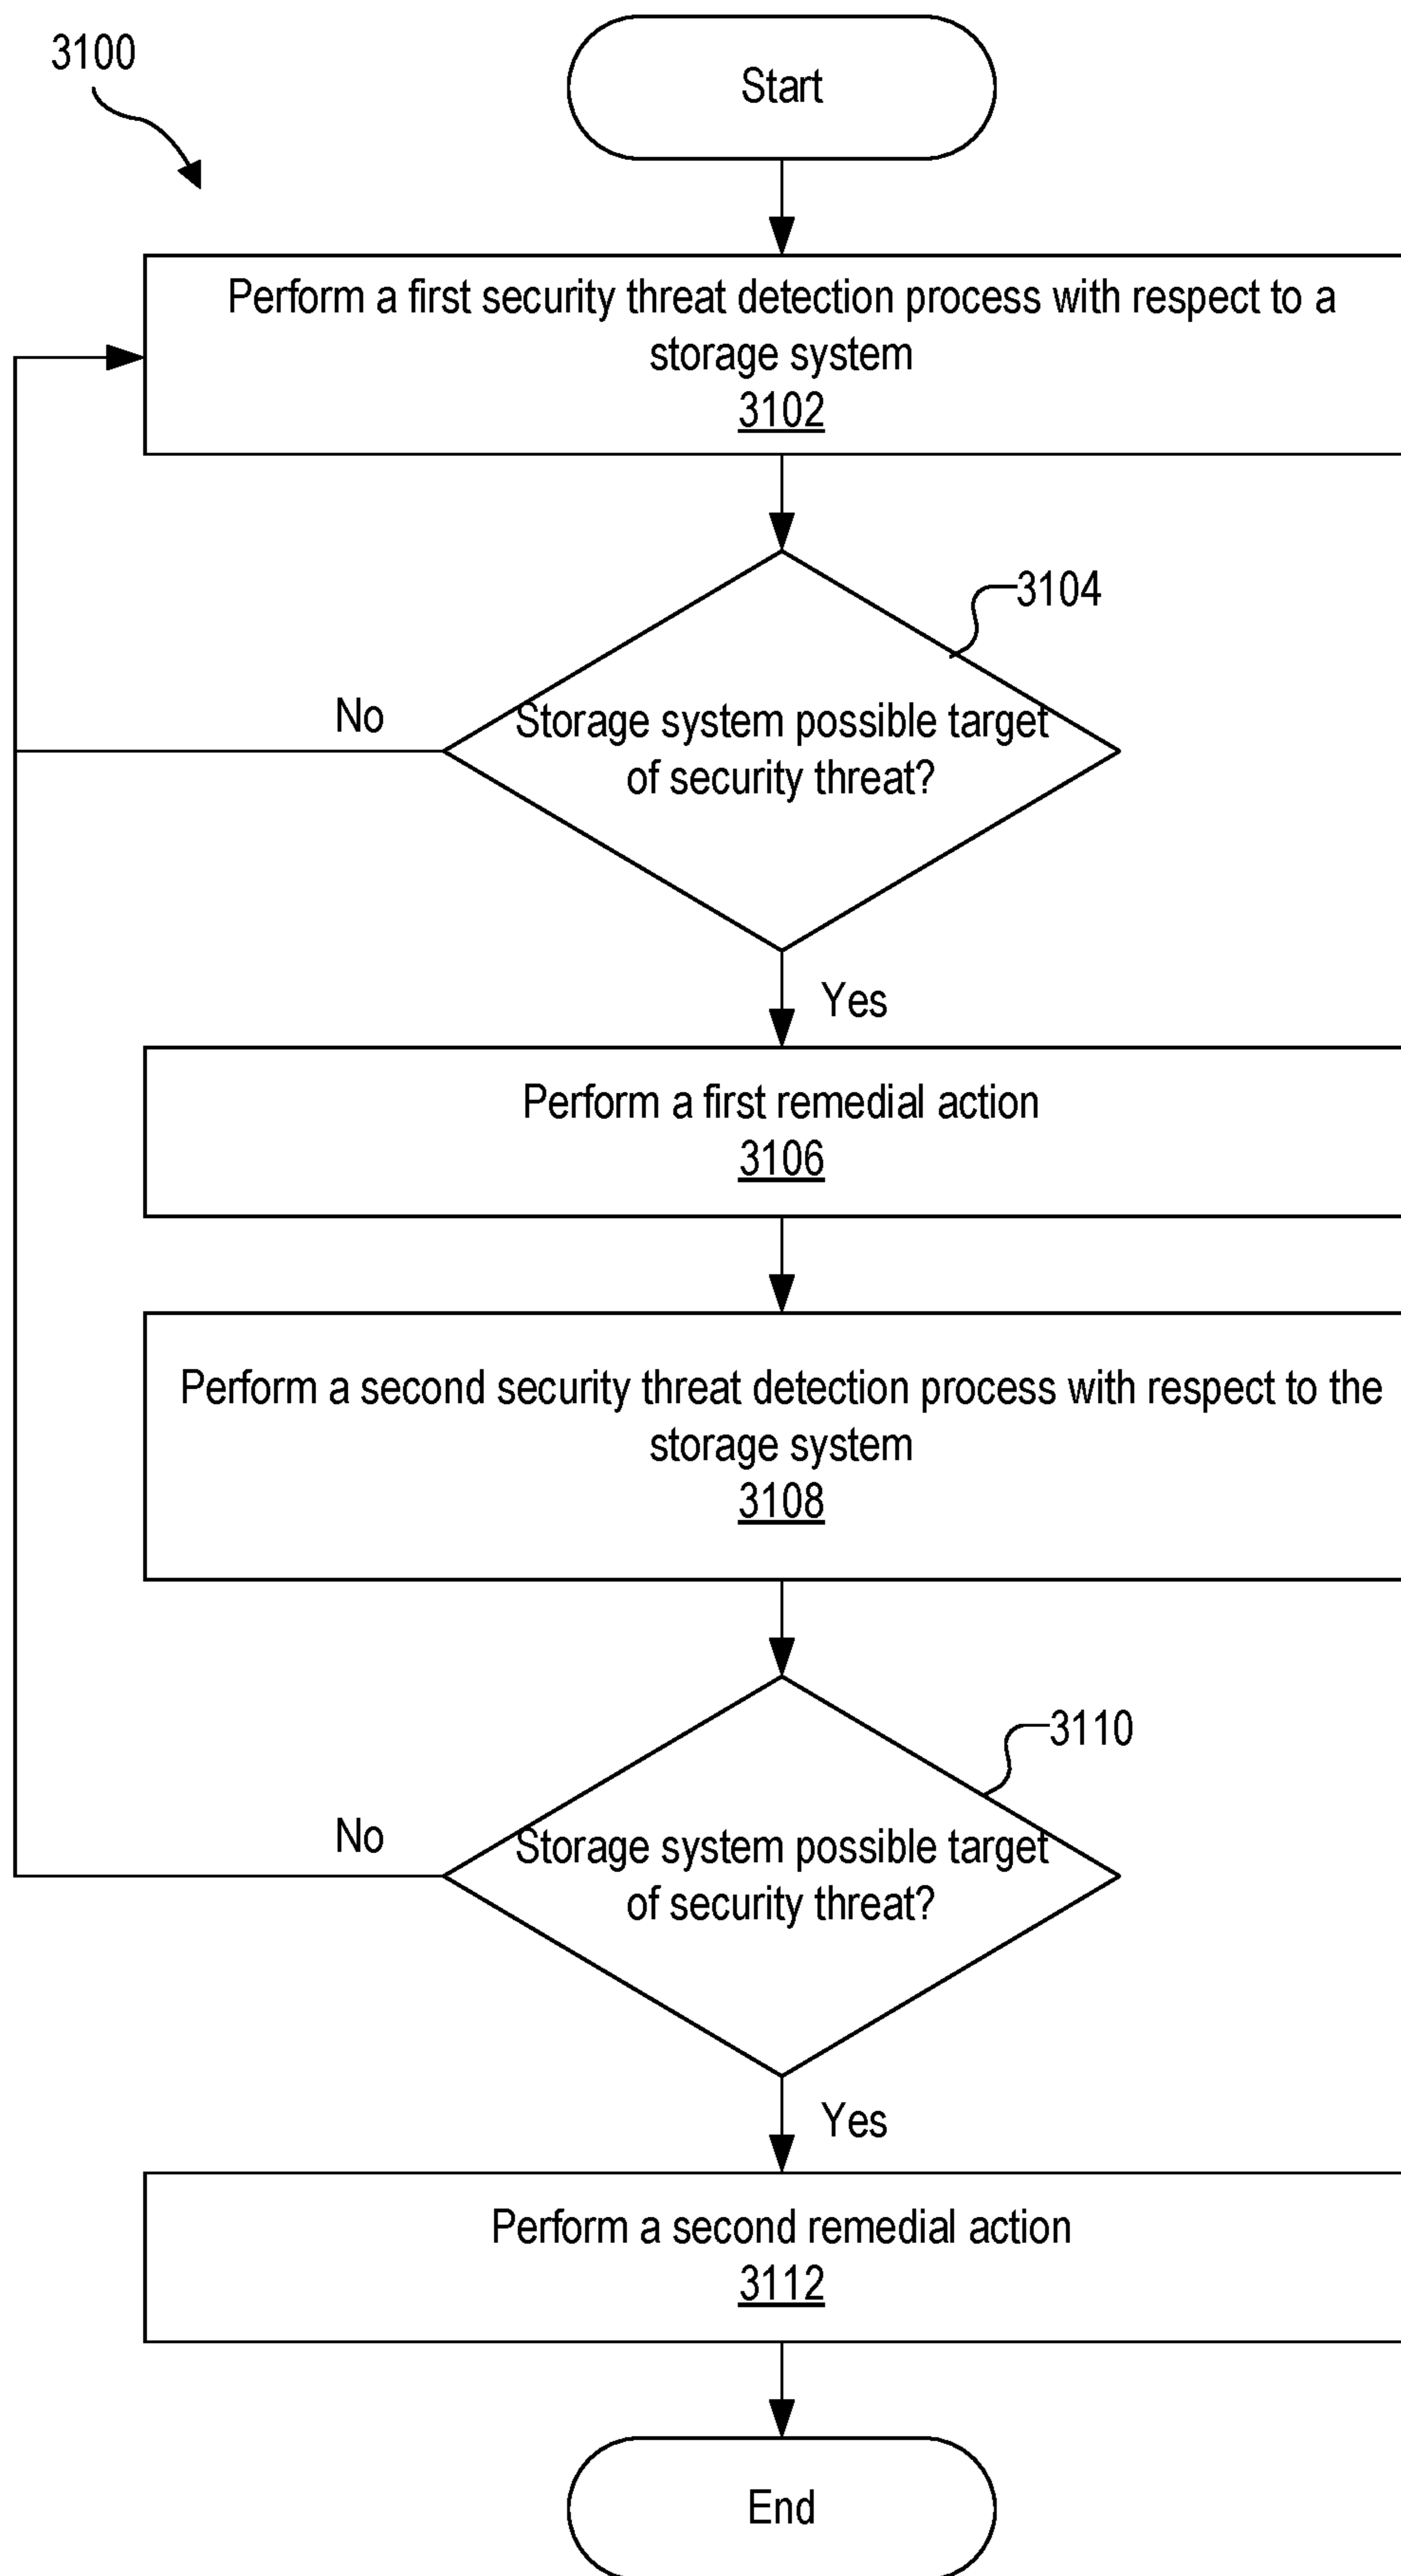 3100
Start
Perform a first security threat detection process with respect to a
storage system
3102
3104
No
Storage system possible target
of security threat?
Yes
Perform a first remedial action
3106
Perform a second security threat detection process with respect to the
storage system
3108
3110
No
Storage system possible target
of security threat?
Yes
Perform a second remedial action
3112
End